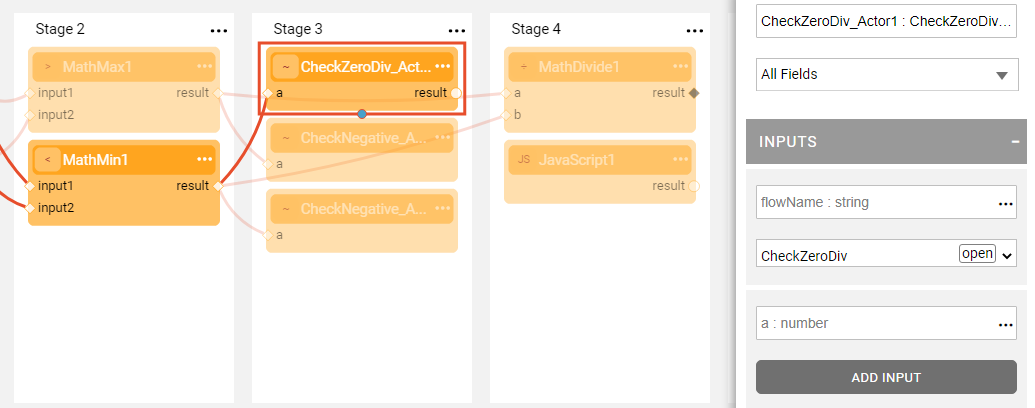 Stage 2
...
> MathMax1 ...
input1 result
input2
< MathMin1 ...
input1 result
input2
Stage 3
...
~ CheckZeroDiv_Act... ...
a result
~ CheckNegative_A... ...
a
~ CheckNegative_A... ...
a
Stage 4
...
÷ MathDivide1 ...
a result
b
JS JavaScript1 ...
result
CheckZeroDiv_Actor1 : CheckZeroDiv...
All Fields
INPUTS -
flowName : string ...
CheckZeroDiv open
a : number ...
ADD INPUT